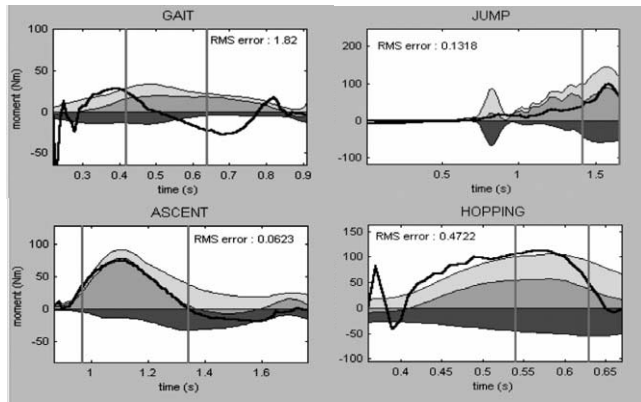 GAIT
RMS error : 1.82
100
50
0
-50
moment (Nm)
0.3 0.4 0.5 0.6 0.7 0.8 0.9
time (s)
JUMP
RMS error : 0.1318
200
100
0
-100
0.5 1 1.5
time (s)
ASCENT
RMS error : 0.0623
100
50
0
-50
moment (Nm)
1 1.2 1.4 1.6
time (s)
HOPPING
RMS error : 0.4722
150
100
50
0
-50
-100
0.4 0.45 0.5 0.55 0.6 0.65
time (s)